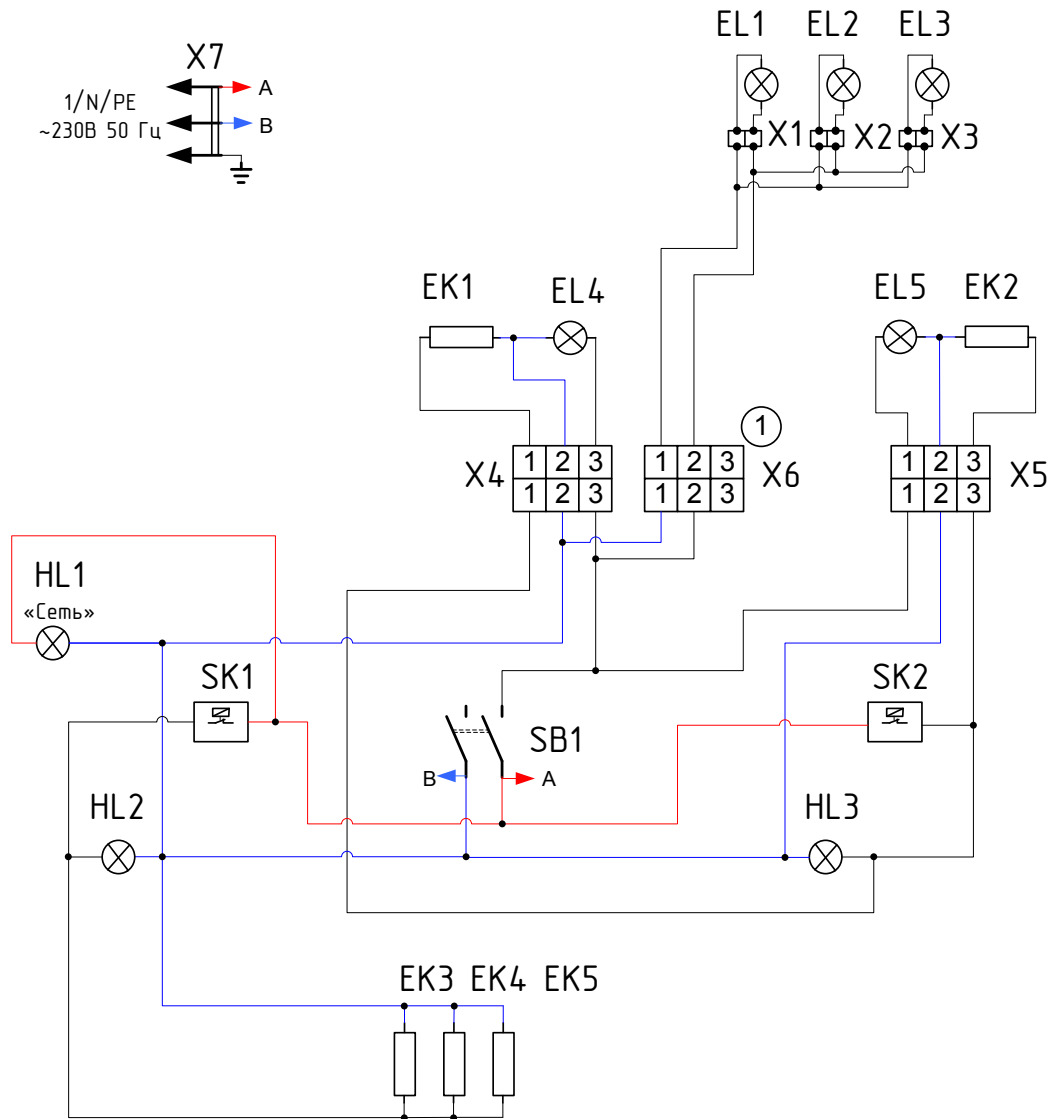 EL1 EL2 EL3
X7
A
1/N/PE
B
~230В 50 Гц
X1 X2 X3
EK1 EL4 EL5 EK2
1
X4 1 2 3 1 2 3 X6 1 2 3 X5
1 2 3 1 2 3 1 2 3
HL1
«Сеть»
SK1 SK2
SB1
B A
HL2 HL3
EK3 EK4 EK5